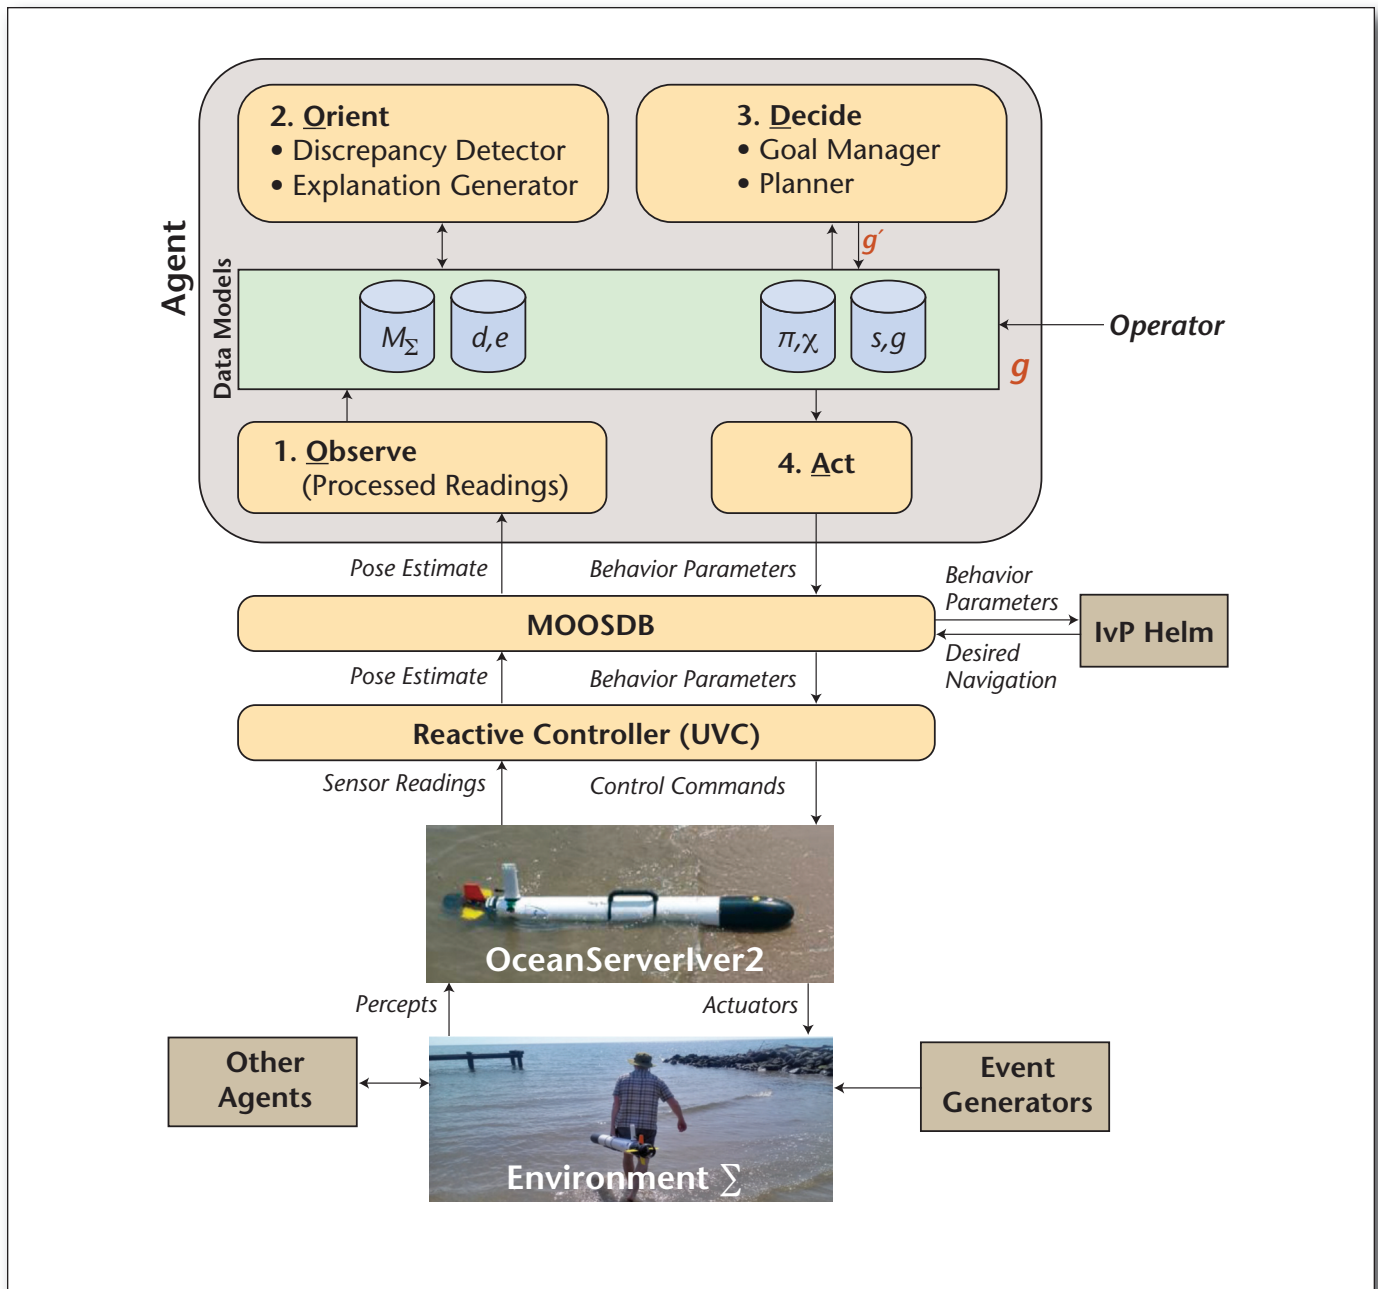 Agent
2. Orient
• Discrepancy Detector
• Explanation Generator
3. Decide
• Goal Manager
• Planner
g′
Data Models
M_Σ
d,e
π,χ
s,g
Operator
g
1. Observe
(Processed Readings)
4. Act
Pose Estimate
Behavior Parameters
MOOSDB
Behavior
Parameters
IvP Helm
Desired
Navigation
Pose Estimate
Behavior Parameters
Reactive Controller (UVC)
Sensor Readings
Control Commands
OceanServerIver2
Percepts
Actuators
Other
Agents
Environment ∑
Event
Generators